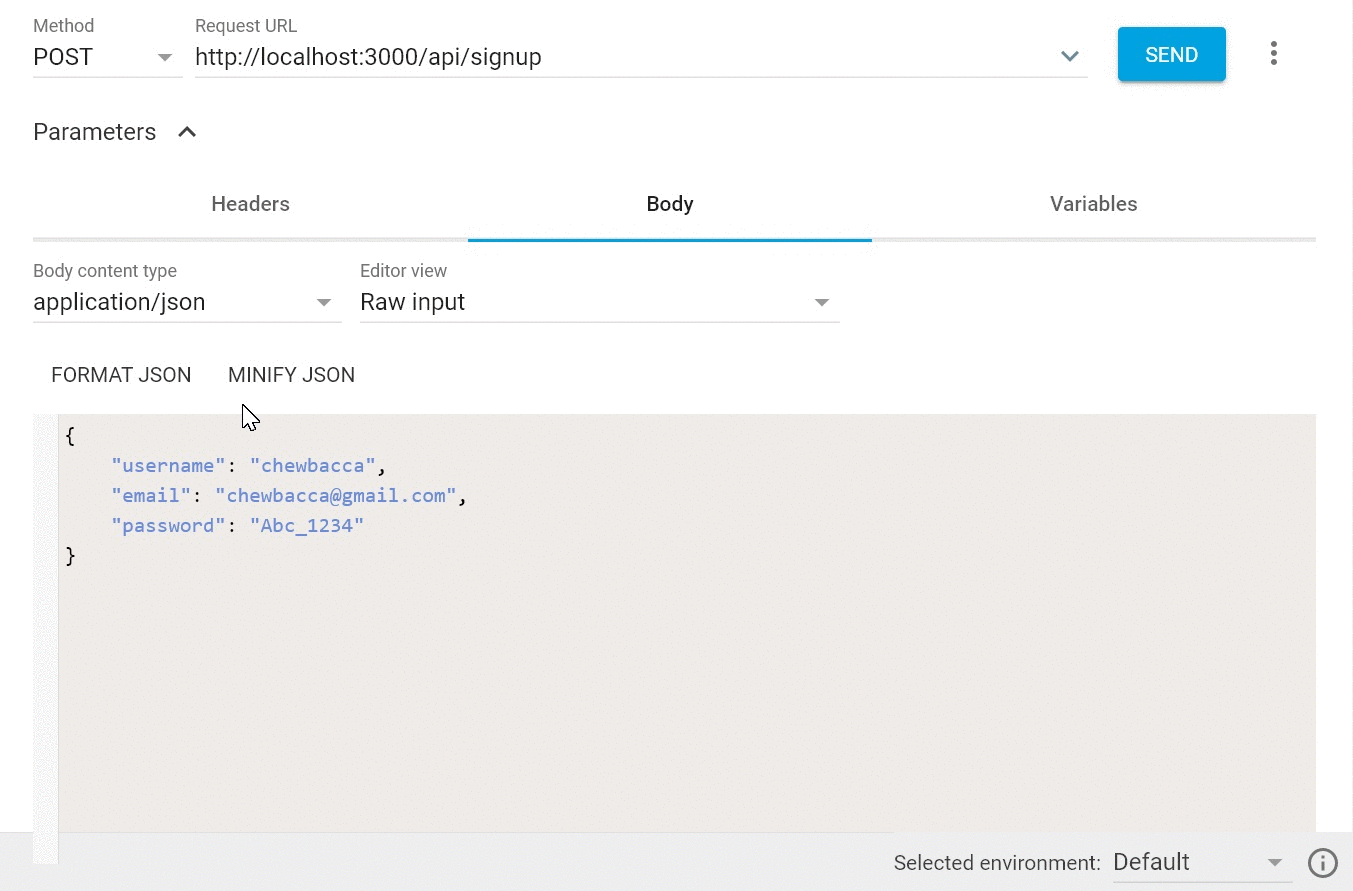 Method
POST
Request URL
http://localhost:3000/api/signup
SEND
Parameters
Headers
Body
Variables
Body content type
application/json
Editor view
Raw input
FORMAT JSON
MINIFY JSON
{
    "username": "chewbacca",
    "email": "chewbacca@gmail.com",
    "password": "Abc_1234"
}
Selected environment: Default